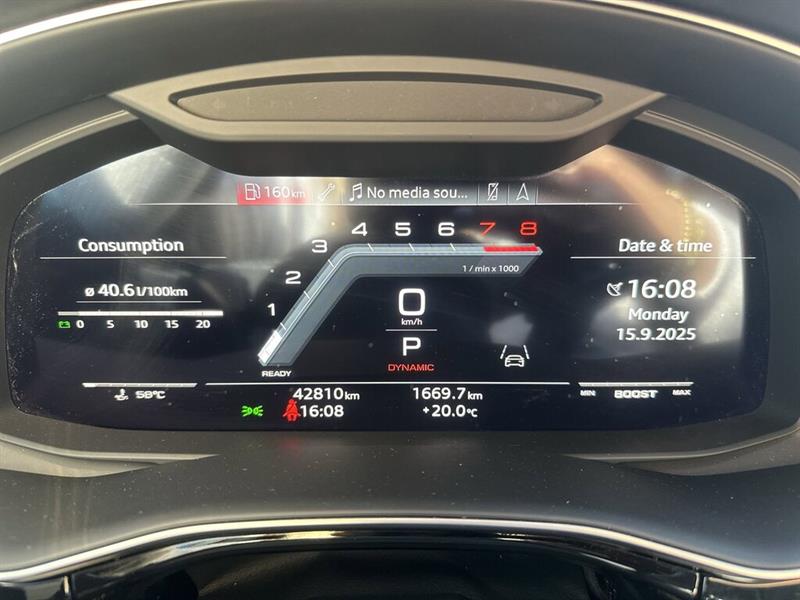 160km No media sou...
Consumption
ø 40.6 l/100km
0 5 10 15 20
58°C
1 2 3 4 5 6 7 8
1 / min x 1000
0
km/h
P
DYNAMIC
READY
Date & time
16:08
Monday
15.9.2025
42810km 1669.7km
16:08 +20.0°C
MIN BOOST MAX